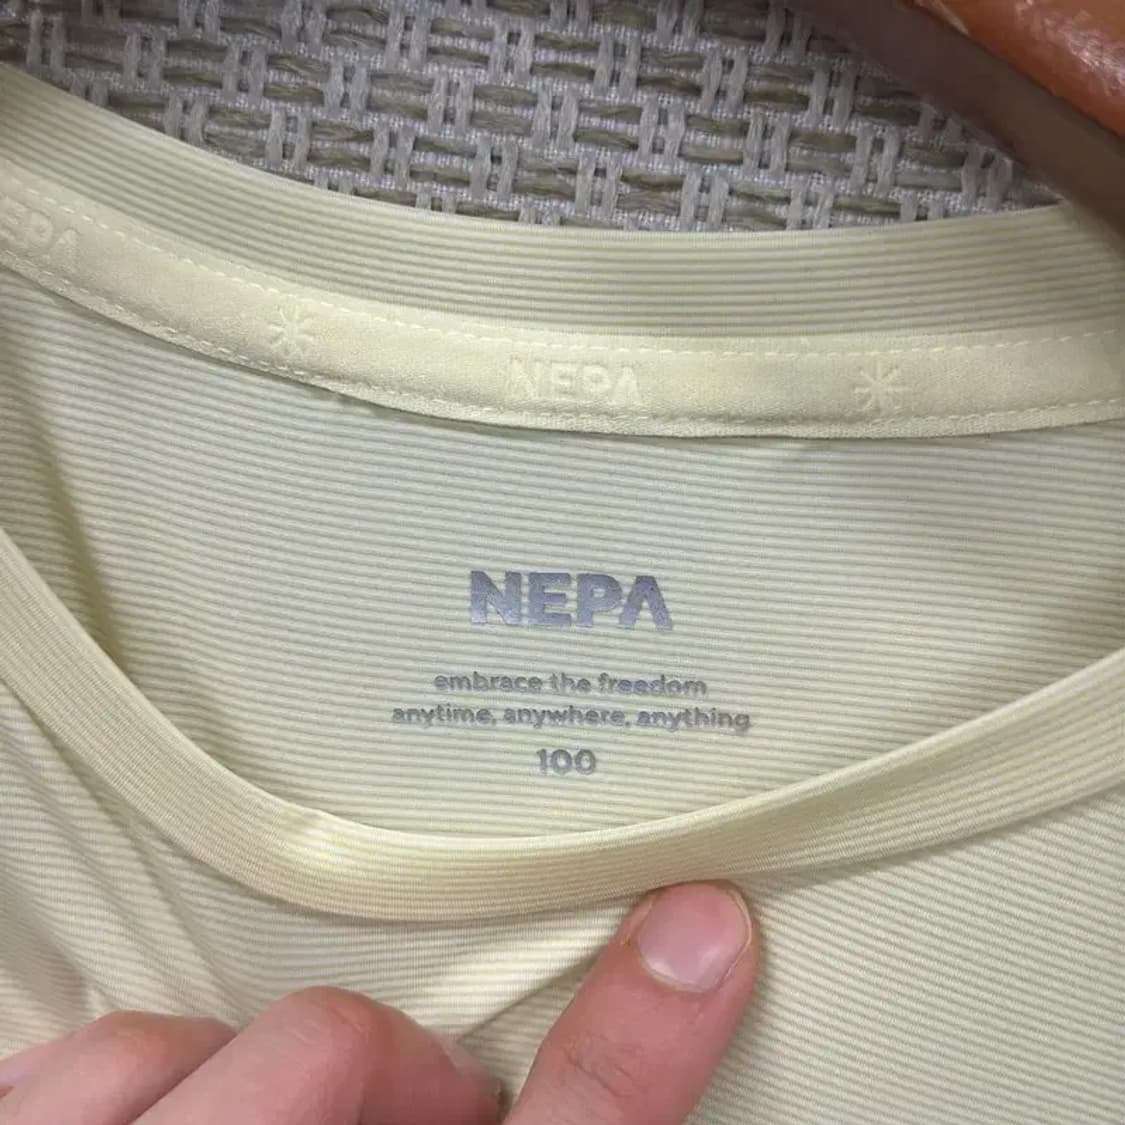 NEPA
NEPA
NEPA
embrace the freedom
anytime, anywhere, anything
100